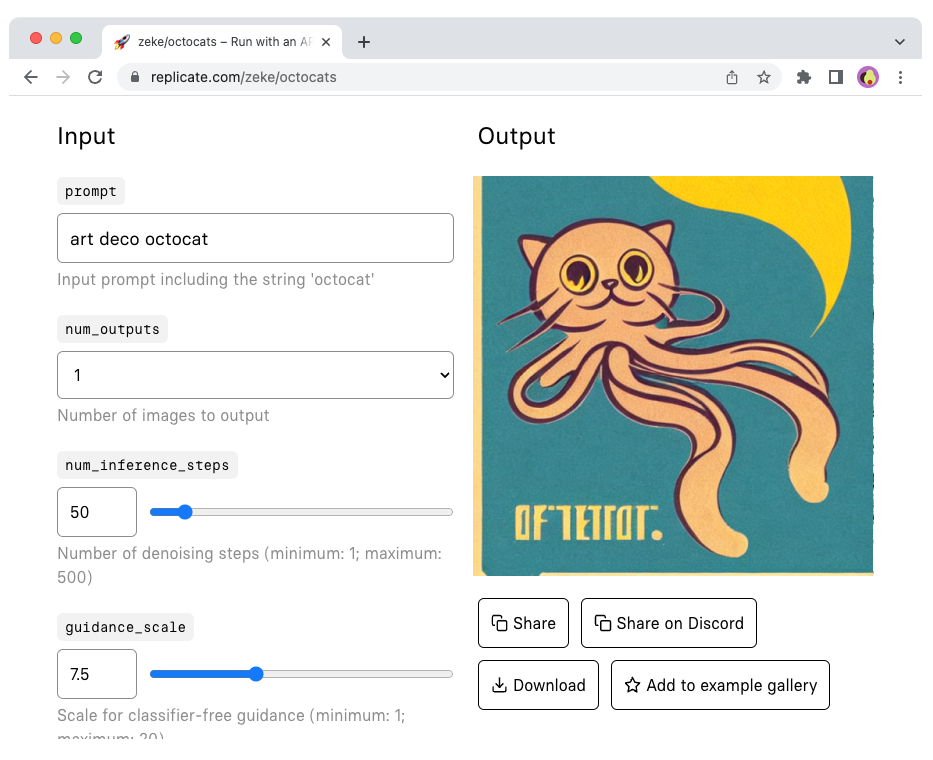 zeke/octocats – Run with an AP
replicate.com/zeke/octocats
Input
prompt
art deco octocat
Input prompt including the string 'octocat'
num_outputs
1
Number of images to output
num_inference_steps
50
Number of denoising steps (minimum: 1; maximum:
500)
guidance_scale
7.5
Scale for classifier-free guidance (minimum: 1;
maximum: 20)
Output
Share
Share on Discord
Download
Add to example gallery